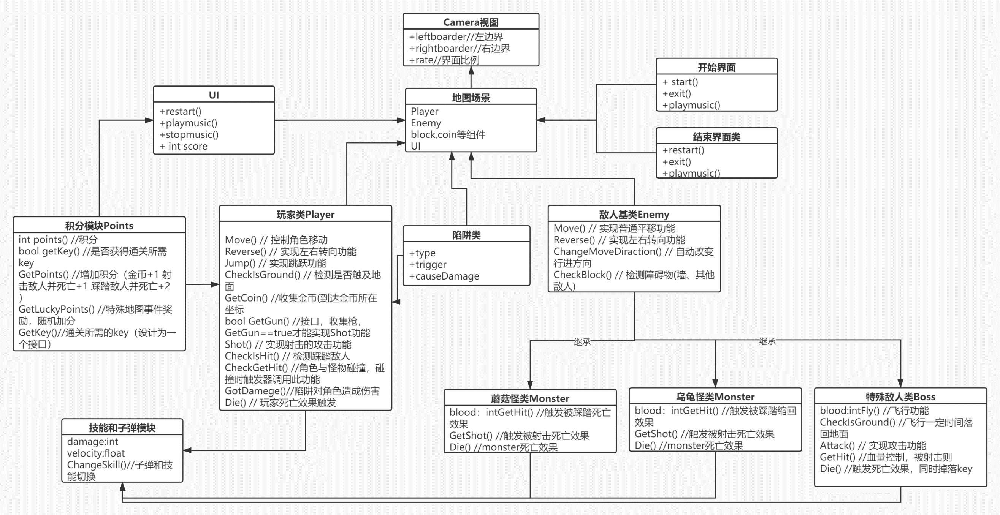 Camera视图
+leftboarder//左边界
+rightboarder//右边界
+rate//界面比例
开始界面
+ start()
+exit()
+playmusic()
UI
+restart()
+playmusic()
+stopmusic()
+ int score
地图场景
Player
Enemy
block,coin等组件
UI
结束界面类
+restart()
+exit()
+playmusic()
积分模块Points
int points() //积分
bool getKey() //是否获得通关所需
key
GetPoints() //增加积分（金币+1 射
击敌人并死亡+1 踩踏敌人并死亡+2
）
GetLuckyPoints() //特殊地图事件奖
励，随机加分
GetKey()//通关所需的key（设计为一
个接口）
玩家类Player
Move() // 控制角色移动
Reverse() // 实现左右转向功能
Jump() // 实现跳跃功能
CheckIsGround() // 检测是否触及地
面
GetCoin() //收集金币(到达金币所在
坐标
bool GetGun() //接口，收集枪，
GetGun==true才能实现Shot功能
Shot() // 实现射击的攻击功能
CheckIsHit() // 检测踩踏敌人
CheckGetHit() //角色与怪物碰撞，碰
撞时触发器调用此功能
GotDamege()//陷阱对角色造成伤害
Die() // 玩家死亡效果触发
陷阱类
+type
+trigger
+causeDamage
敌人基类Enemy
Move() // 实现普通平移功能
Reverse() // 实现左右转向功能
ChangeMoveDiraction() // 自动改变
行进方向
CheckBlock() // 检测障碍物(墙、其他
敌人)
继承
继承
技能和子弹模块
damage:int
velocity:float
ChangeSkill()//子弹和技
能切换
蘑菇怪类Monster
blood：intGetHit() //触发被踩踏死亡
效果
GetShot() //触发被射击死亡效果
Die() //monster死亡效果
乌龟怪类Monster
blood：intGetHit() //触发被踩踏缩回
效果
GetShot() //触发被射击死亡效果
Die() //monster死亡效果
特殊敌人类Boss
blood:intFly() //飞行功能
CheckIsGround() //飞行一定时间落
回地面
Attack() // 实现攻击功能
GetHit() //血量控制，被射击则
Die() //触发死亡效果，同时掉落key